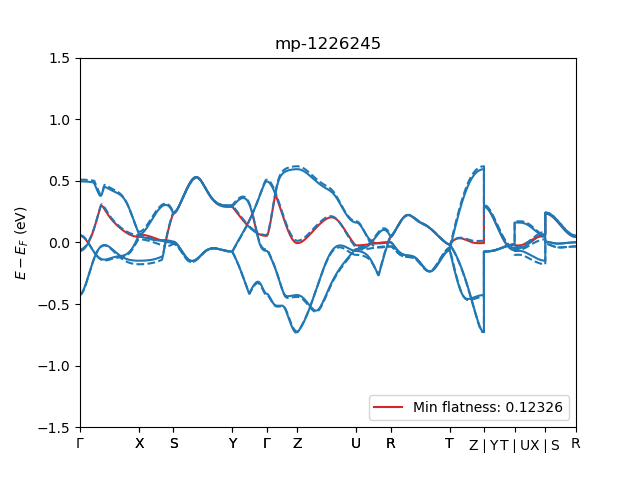 mp-1226245
E − E_F (eV)
1.5
1.0
0.5
0.0
−0.5
−1.0
−1.5
Min flatness: 0.12326
Γ X S Y Γ Z U R T Z | Y T | U X | S R